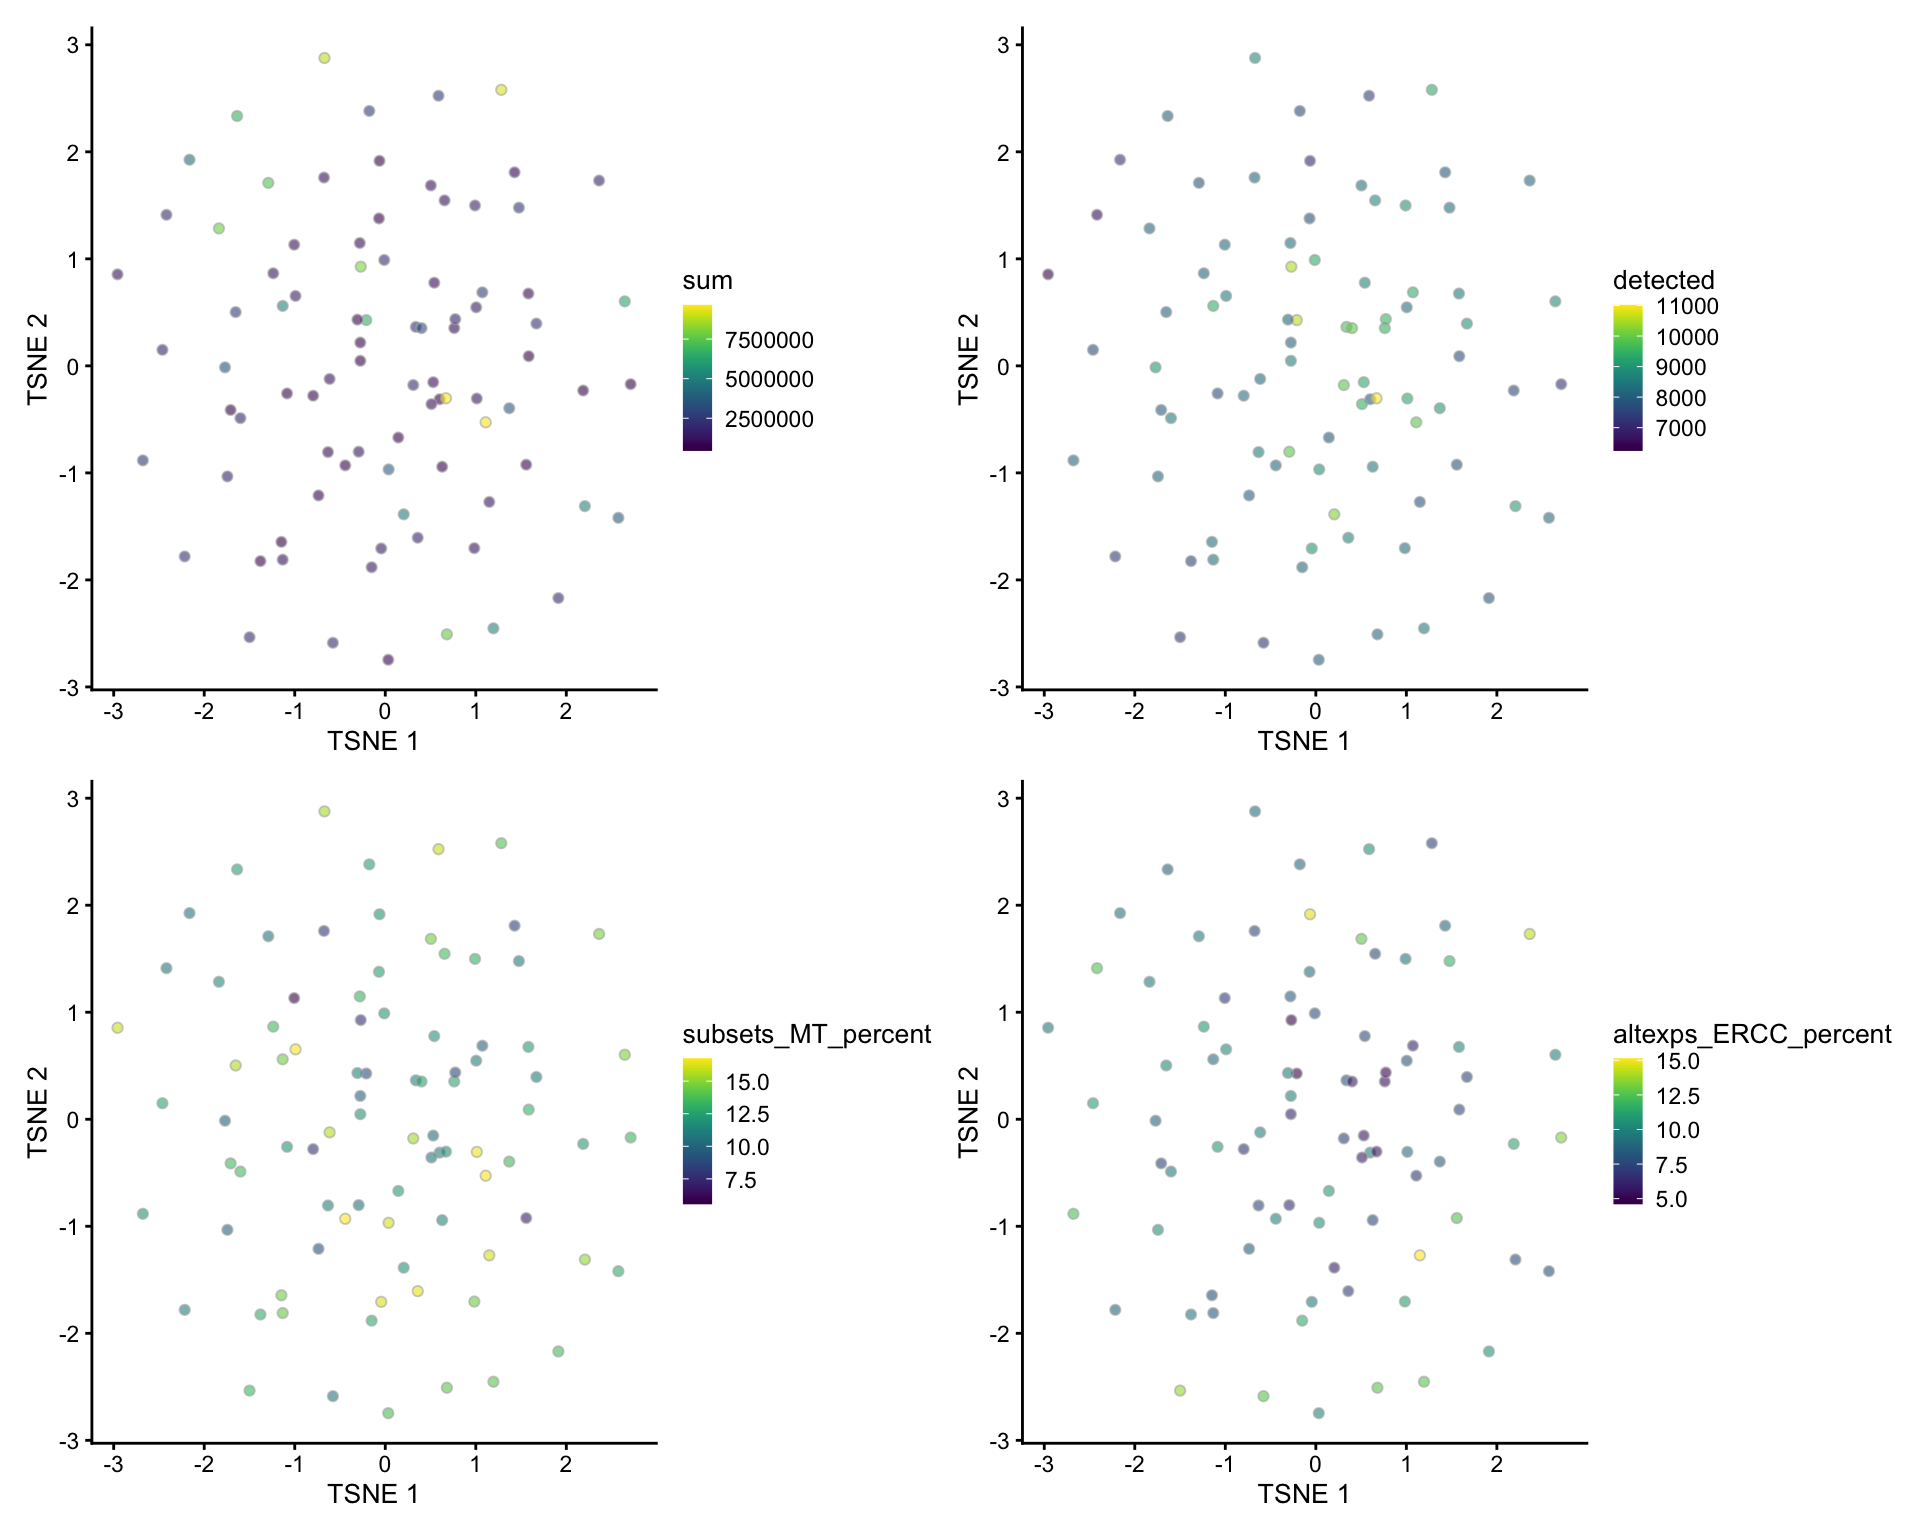 3
2
1
0
-1
-2
-3
TSNE 2
-3 -2 -1 0 1 2
TSNE 1
sum
7500000
5000000
2500000
3
2
1
0
-1
-2
-3
TSNE 2
-3 -2 -1 0 1 2
TSNE 1
detected
11000
10000
9000
8000
7000
3
2
1
0
-1
-2
-3
TSNE 2
-3 -2 -1 0 1 2
TSNE 1
subsets_MT_percent
15.0
12.5
10.0
7.5
3
2
1
0
-1
-2
-3
TSNE 2
-3 -2 -1 0 1 2
TSNE 1
altexps_ERCC_percent
15.0
12.5
10.0
7.5
5.0